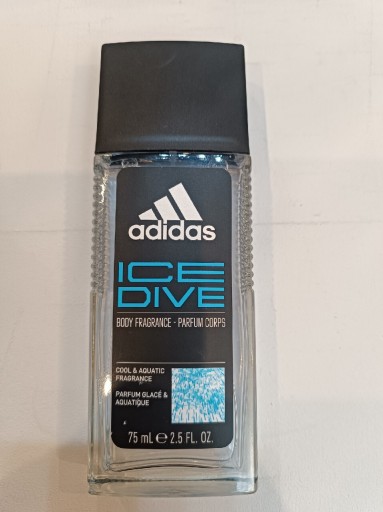 adidas
ICE
DIVE
BODY FRAGRANCE - PARFUM CORPS
COOL & AQUATIC
FRAGRANCE
PARFUM GLACÉ &
AQUATIQUE
75 mL ℮ 2.5 FL. OZ.